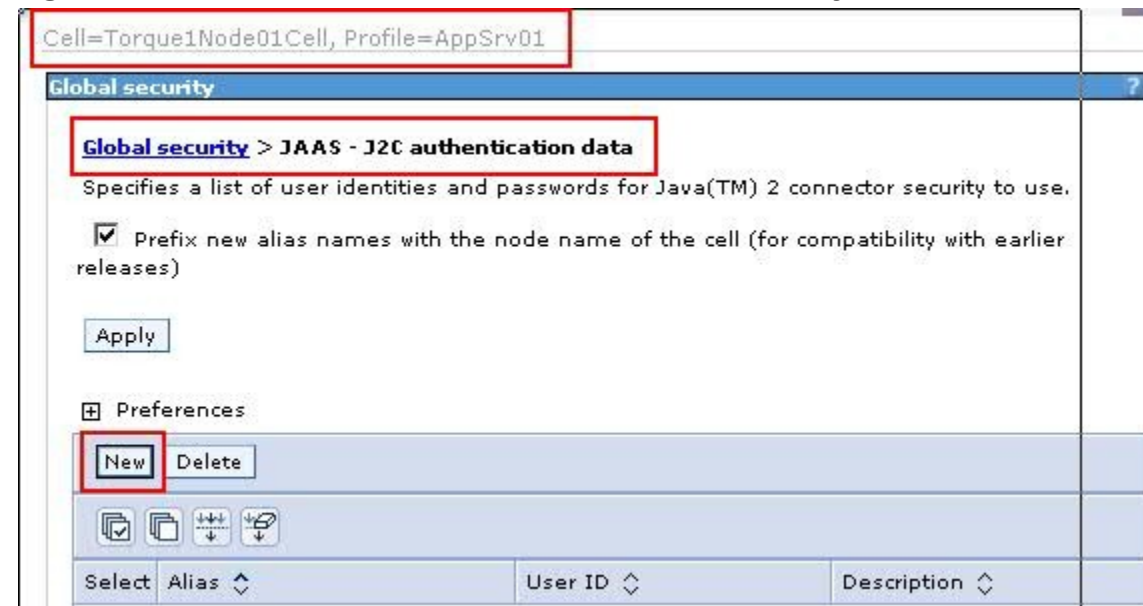 Cell=Torque1Node01Cell, Profile=AppSrv01
Global security ?
Global security > JAAS - J2C authentication data
Specifies a list of user identities and passwords for Java(TM) 2 connector security to use.
Prefix new alias names with the node name of the cell (for compatibility with earlier
releases)
Apply
Preferences
New Delete
Select Alias User ID Description